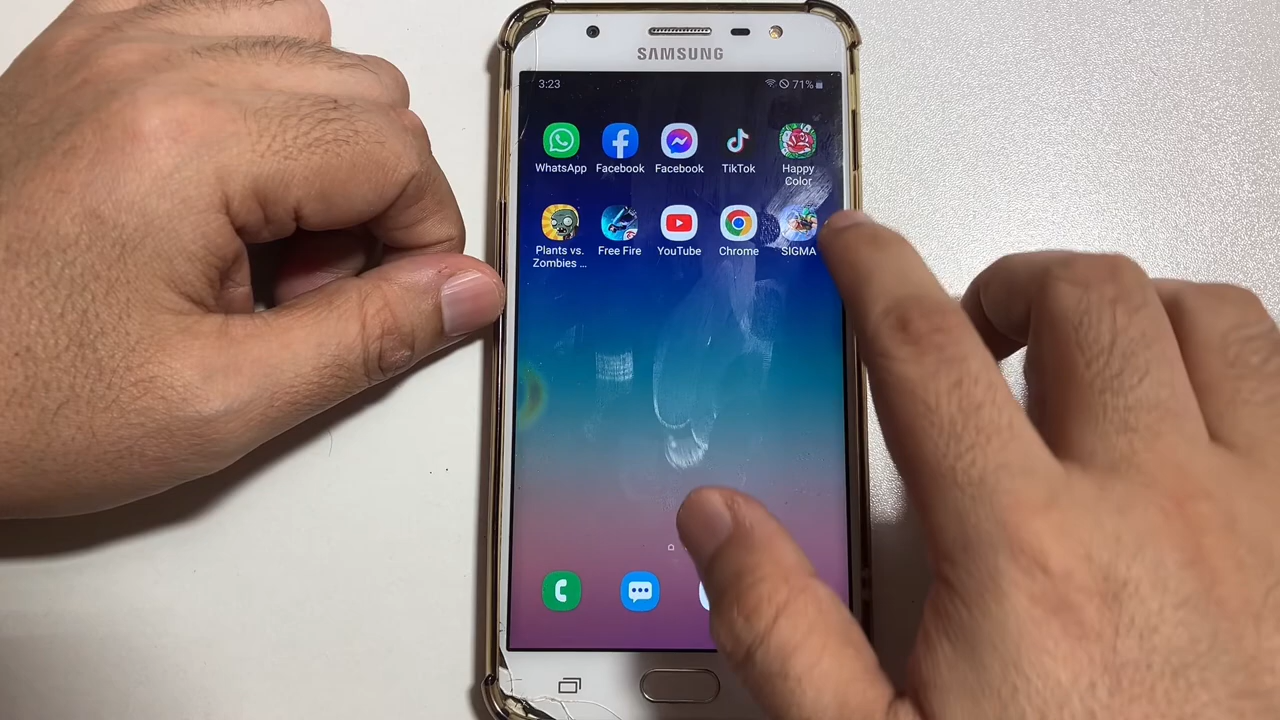 SAMSUNG
3:23 71%
WhatsApp Facebook Facebook TikTok Happy Color
Plants vs. Zombies ... Free Fire YouTube Chrome SIGMA